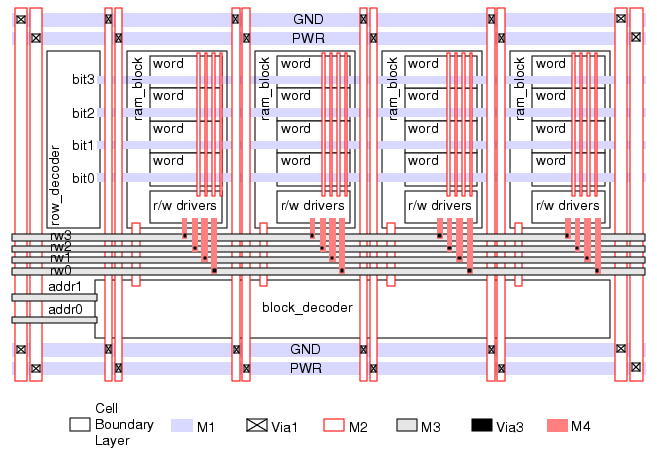 GND
PWR
row_decoder
bit3
bit2
bit1
bit0
ram_block
word
word
word
word
r/w drivers
ram_block
word
word
word
word
r/w drivers
ram_block
word
word
word
word
r/w drivers
ram_block
word
word
word
word
r/w drivers
rw3
rw2
rw1
rw0
addr1
addr0
block_decoder
GND
PWR
Cell
Boundary
Layer
M1
Via1
M2
M3
Via3
M4